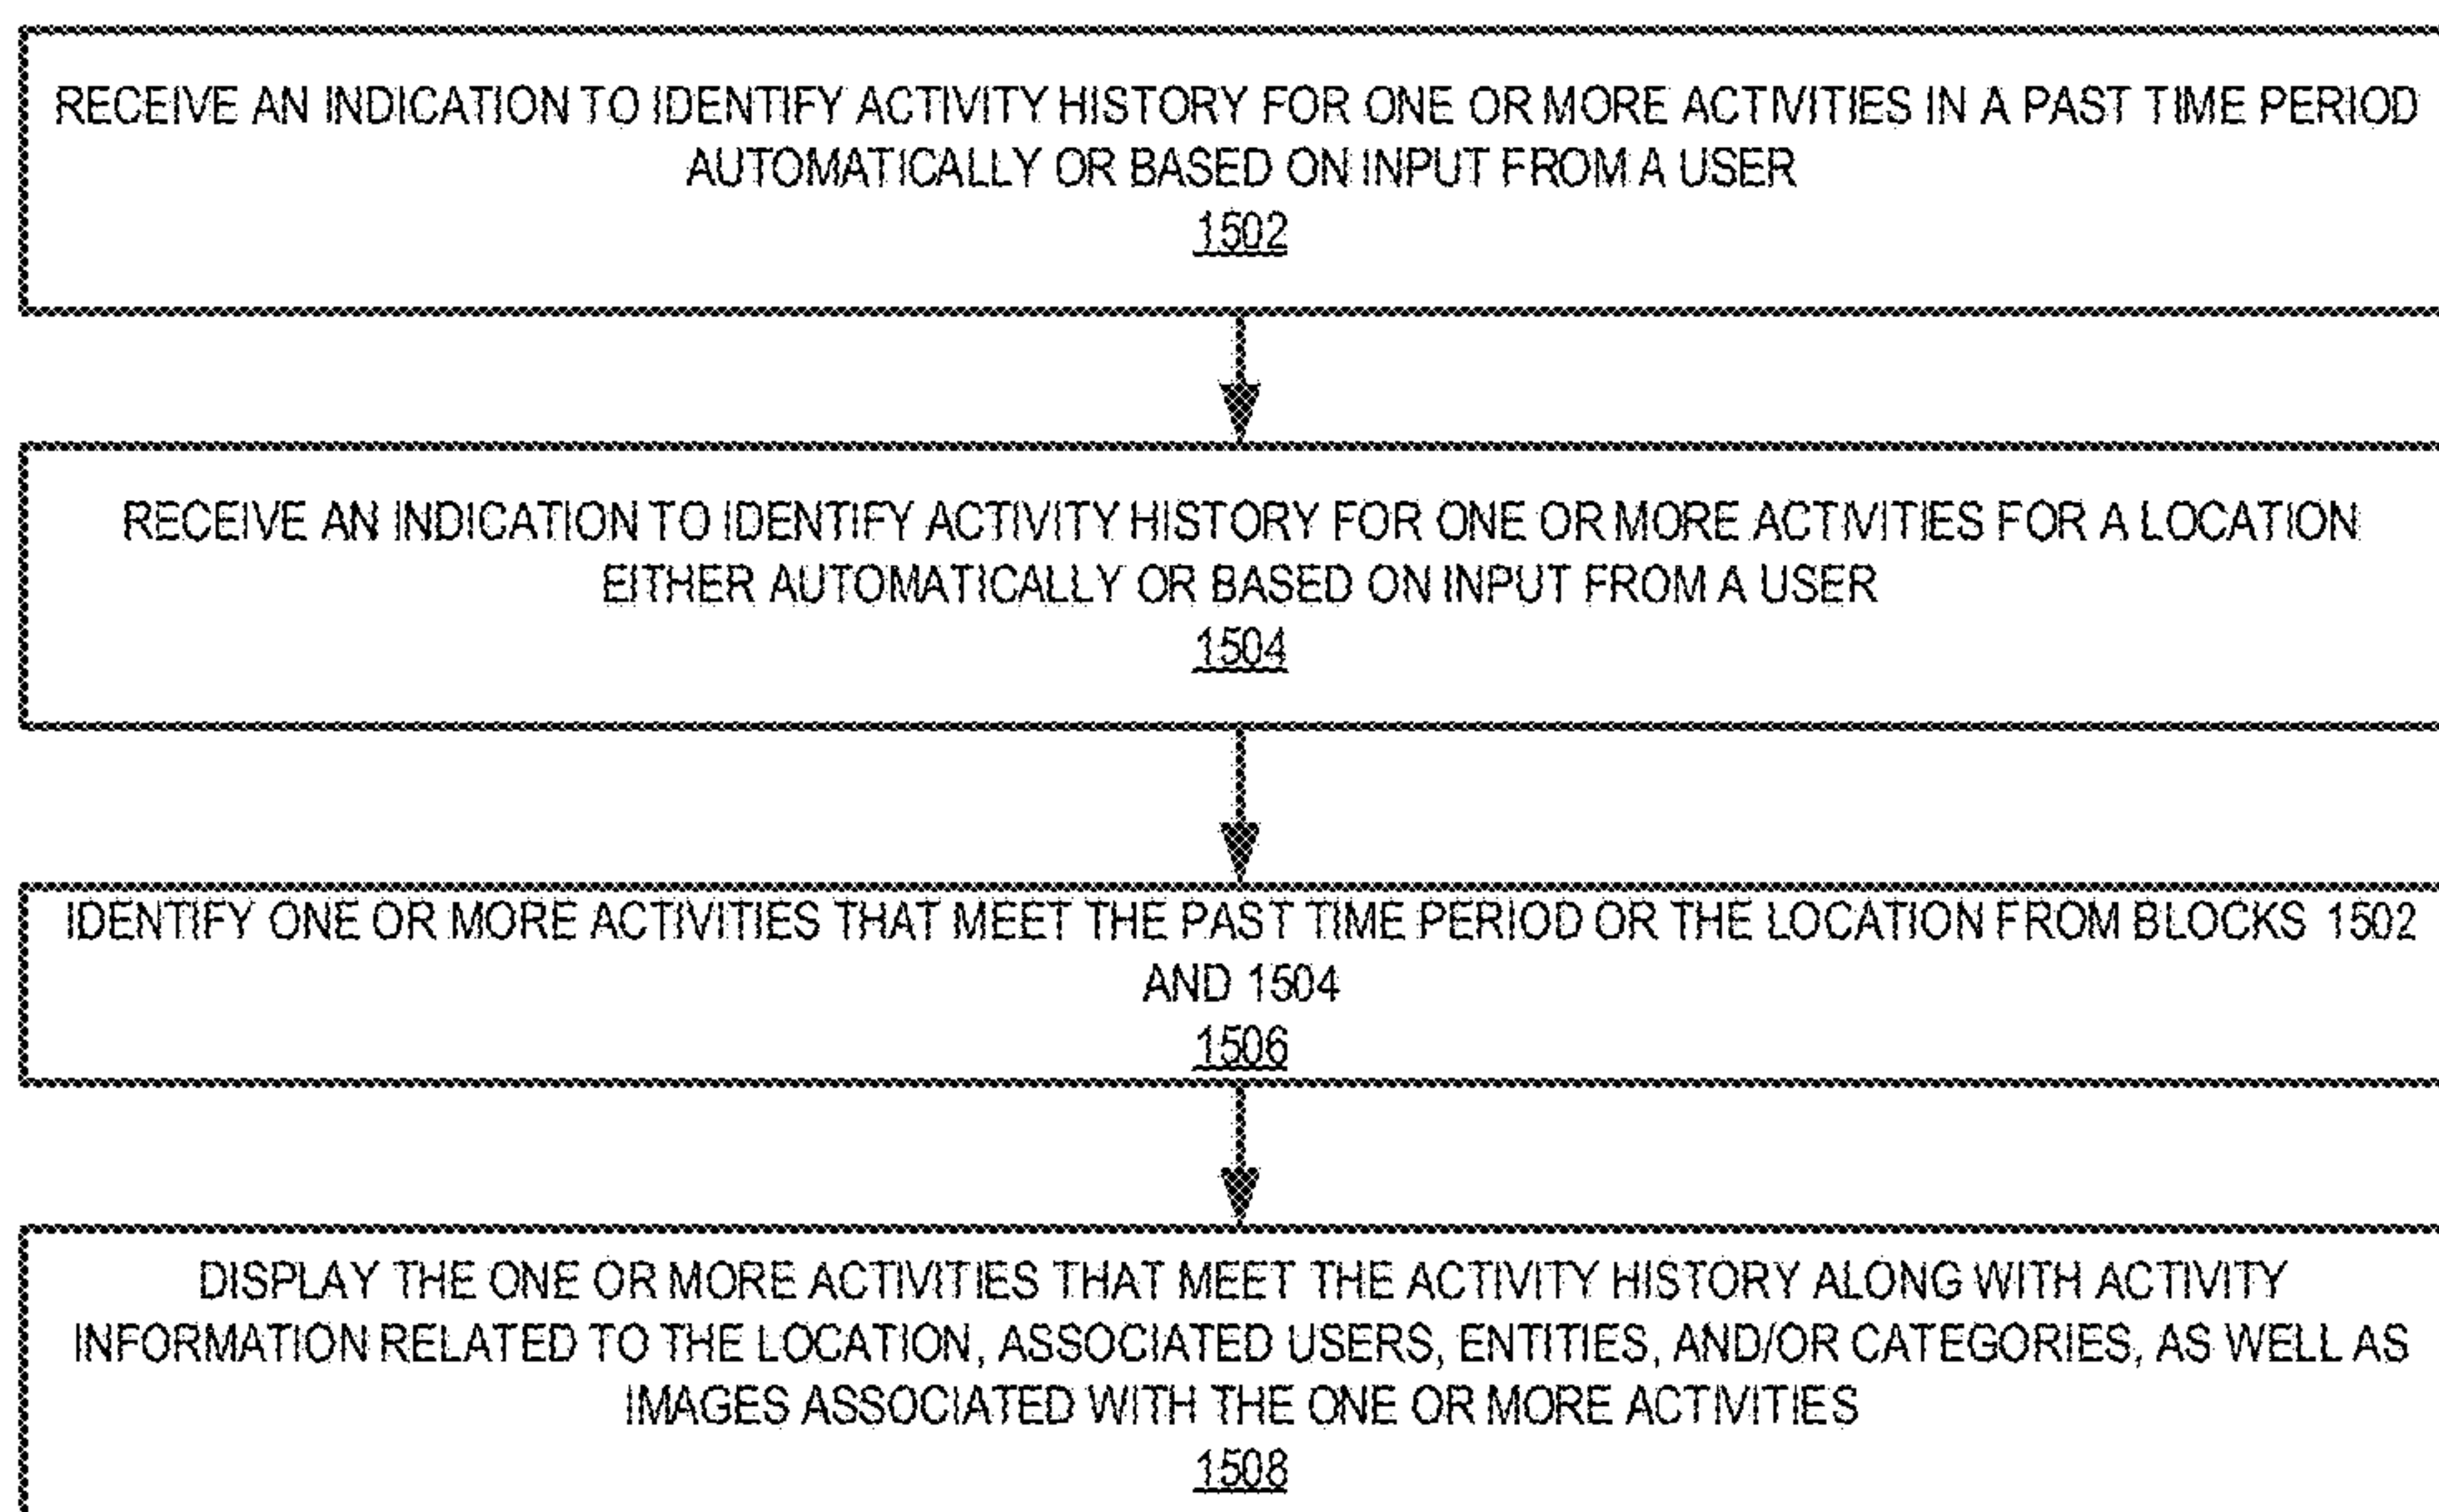 RECEIVE AN INDICATION TO IDENTIFY ACTIVITY HISTORY FOR ONE OR MORE ACTIVITIES IN A PAST TIME PERIOD
AUTOMATICALLY OR BASED ON INPUT FROM A USER
1502
RECEIVE AN INDICATION TO IDENTIFY ACTIVITY HISTORY FOR ONE OR MORE ACTIVITIES FOR A LOCATION
EITHER AUTOMATICALLY OR BASED ON INPUT FROM A USER
1504
IDENTIFY ONE OR MORE ACTIVITIES THAT MEET THE PAST TIME PERIOD OR THE LOCATION FROM BLOCKS 1502
AND 1504
1506
DISPLAY THE ONE OR MORE ACTIVITIES THAT MEET THE ACTIVITY HISTORY ALONG WITH ACTIVITY
INFORMATION RELATED TO THE LOCATION, ASSOCIATED USERS, ENTITIES, AND/OR CATEGORIES, AS WELL AS
IMAGES ASSOCIATED WITH THE ONE OR MORE ACTIVITIES
1508